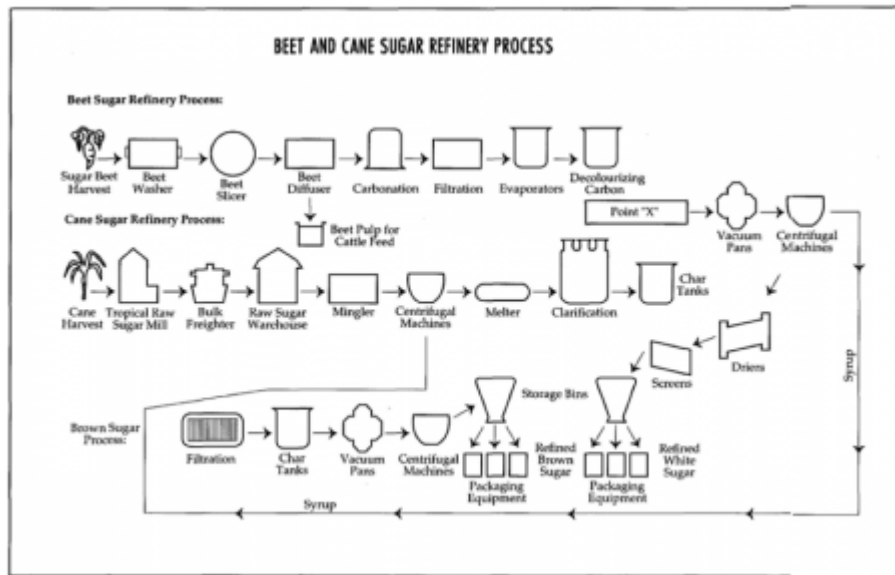 BEET AND CANE SUGAR REFINERY PROCESS
Beet Sugar Refinery Process:
Sugar Beet
Harvest
Beet
Washer
Beet
Slicer
Beet
Diffuser
Carbonation
Filtration
Evaporators
Decolourizing
Carbon
Beet Pulp for
Cattle Feed
Point "X"
Vacuum
Pans
Centrifugal
Machines
Cane Sugar Refinery Process:
Cane
Harvest
Tropical Raw
Sugar Mill
Bulk
Freighter
Raw Sugar
Warehouse
Mingler
Centrifugal
Machines
Melter
Clarification
Char
Tanks
Driers
Screens
Syrup
Brown Sugar
Process:
Filtration
Char
Tanks
Vacuum
Pans
Centrifugal
Machines
Storage Bins
Packaging
Equipment
Refined
Brown
Sugar
Packaging
Equipment
Refined
White
Sugar
Syrup